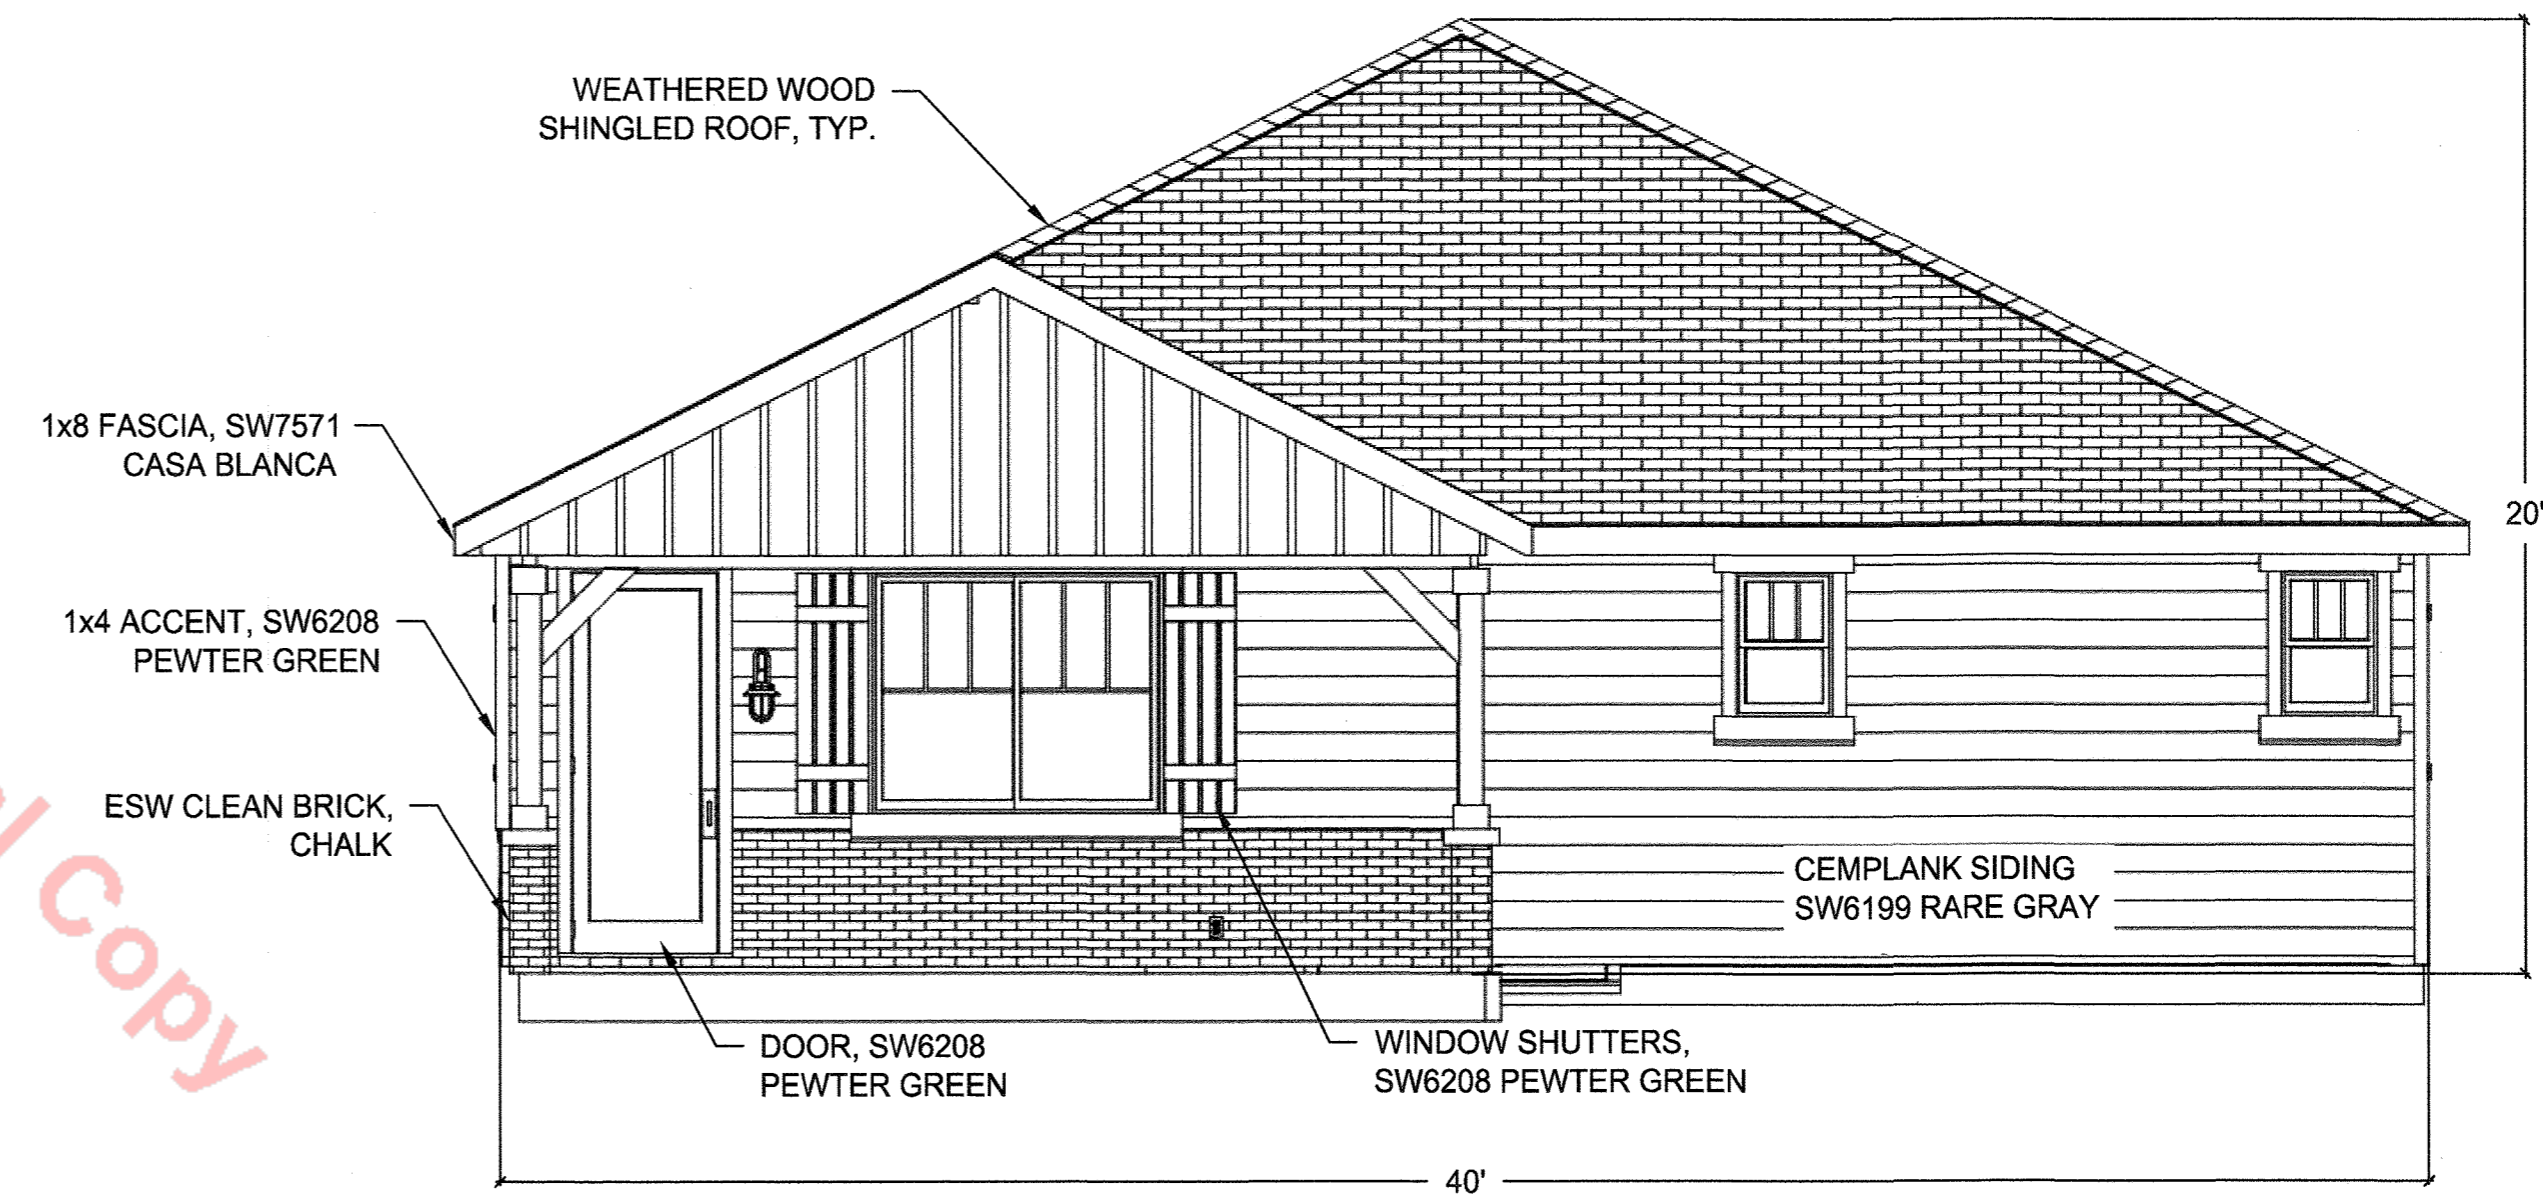 WEATHERED WOOD
SHINGLED ROOF, TYP.
1x8 FASCIA, SW7571
CASA BLANCA
20'
1x4 ACCENT, SW6208
PEWTER GREEN
ESW CLEAN BRICK,
CHALK
CEMPLANK SIDING
SW6199 RARE GRAY
Copy
DOOR, SW6208
PEWTER GREEN
WINDOW SHUTTERS,
SW6208 PEWTER GREEN
40'